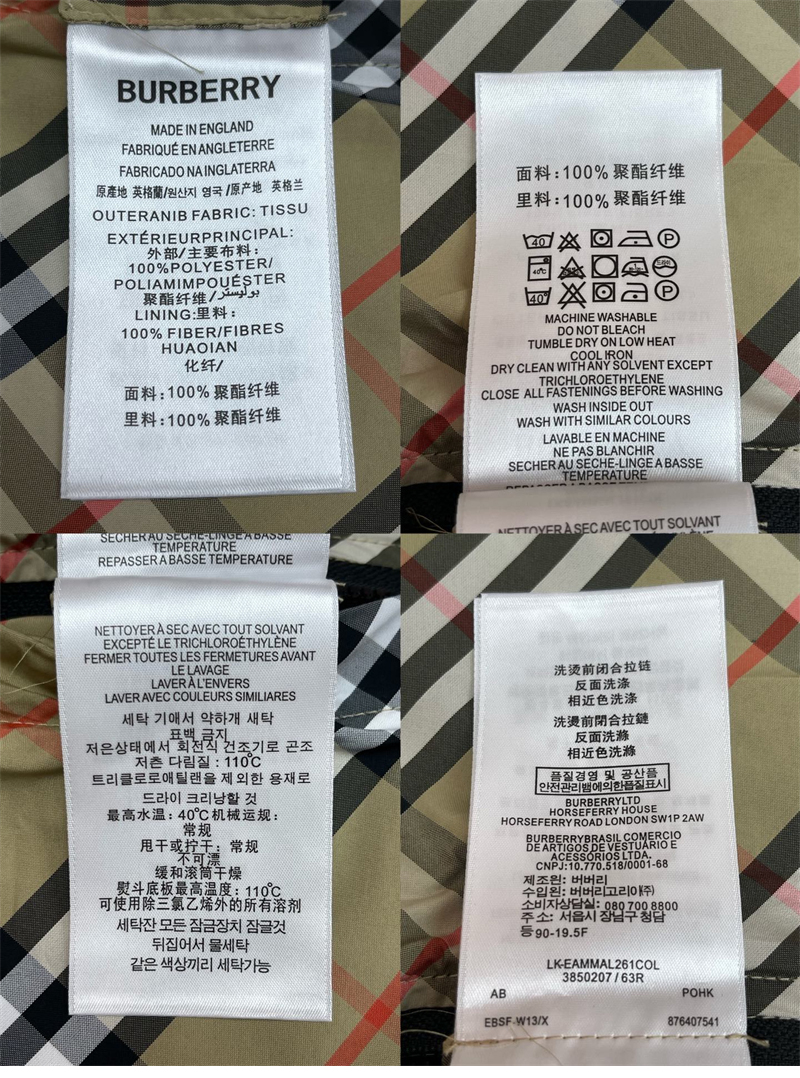 BURBERRY
MADE IN ENGLAND
FABRIQUÉ EN ANGLETERRE
FABRICADO NA INGLATERRA
原產地 英格蘭/원산지 영국 /原产地 英格兰
OUTERANIB FABRIC: TISSU
EXTÉRIEURPRINCIPAL:
外部/主要布料:
100%POLYESTER/
POLIAMIMPOUÉSTER
聚酯纤维/بوليستر
LINING:里料:
100% FIBER/FIBRES
HUAOIAN
化纤/
面料:100% 聚酯纤维
里料:100% 聚酯纤维
面料:100% 聚酯纤维
里料:100% 聚酯纤维
40 P
40°C
40 P
MACHINE WASHABLE
DO NOT BLEACH
TUMBLE DRY ON LOW HEAT
COOL IRON
DRY CLEAN WITH ANY SOLVENT EXCEPT
TRICHLOROETHYLENE
CLOSE ALL FASTENINGS BEFORE WASHING
WASH INSIDE OUT
WASH WITH SIMILAR COLOURS
LAVABLE EN MACHINE
NE PAS BLANCHIR
SECHER AU SECHE-LINGE A BASSE
TEMPERATURE
NETTOYER À SEC AVEC TOUT SOLVANT
SECHER AU SECHE-LINGE A BASSE
TEMPERATURE
REPASSER A BASSE TEMPERATURE
NETTOYER À SEC AVEC TOUT SOLVANT
EXCEPTÉ LE TRICHLOROÉTHYLÈNE
FERMER TOUTES LES FERMETURES AVANT
LE LAVAGE
LAVER À L'ENVERS
LAVER AVEC COULEURS SIMILIARES
세탁 기애서 약하개 새탁
표백 금지
저은상태에서 회전식 건조기로 곤조
저촌 다림질 : 110℃
트리클로로애틸랜을 제외한 용재로
드라이 크리낭할 것
最高水温: 40℃机械运规:
常规
甩干或拧干: 常规
不可漂
缓和滚筒干燥
熨斗底板最高温度: 110℃
可使用除三氯乙烯外的所有溶剂
세탁잔 모든 잠금장치 잠글것
뒤집어서 물세탁
같은 색상끼리 세탁가능
洗烫前闭合拉链
反面洗涤
相近色洗涤
洗燙前閉合拉鏈
反面洗滌
相近色洗滌
픔질경영 및 공산픔
안전관리뱀에의한픔질표시
BURBERRYLTD
HORSEFERRY HOUSE
HORSEFERRY ROAD LONDON SW1P 2AW
BURBERRYBRASIL COMERCIO
DE ARTIGOS DE VESTUÁRIO E
ACESSÓRIOS LTDA.
CNPJ:10.770.518/0001-68
제조원: 버버리
수입원: 버버리고리아㈜
소비자상담실: 080 700 8800
주 소: 서읍시 장남구 청담
등90-19.5F
LK-EAMMAL261COL
3850207 / 63R
AB POHK
EBSF-W13/X 876407541